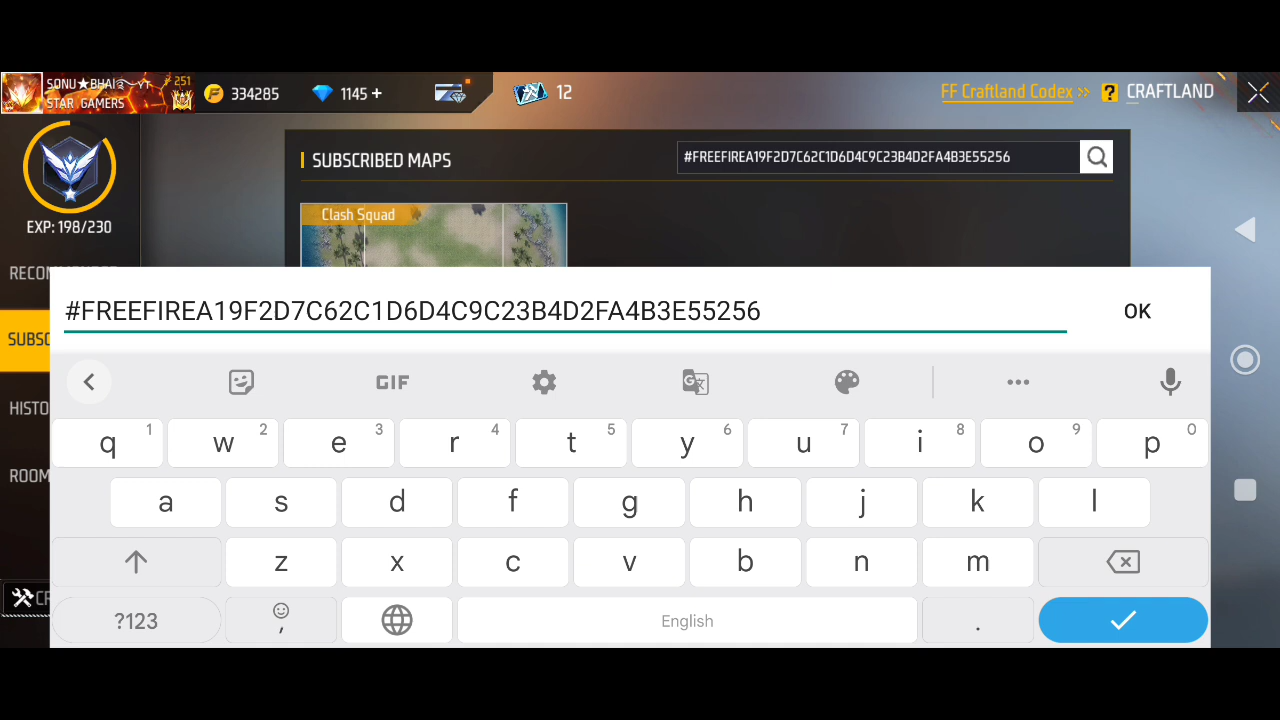 SONU★BHAI࿐YT 251
STAR GAMERS
334285
1145 +
12
FF Craftland Codex >> ? CRAFTLAND
SUBSCRIBED MAPS
#FREEFIREA19F2D7C62C1D6D4C9C23B4D2FA4B3E55256
EXP: 198/230
Clash Squad
#FREEFIREA19F2D7C62C1D6D4C9C23B4D2FA4B3E55256
OK
GIF
q 1 w 2 e 3 r 4 t 5 y 6 u 7 i 8 o 9 p 0
a s d f g h j k l
z x c v b n m
?123 , English .